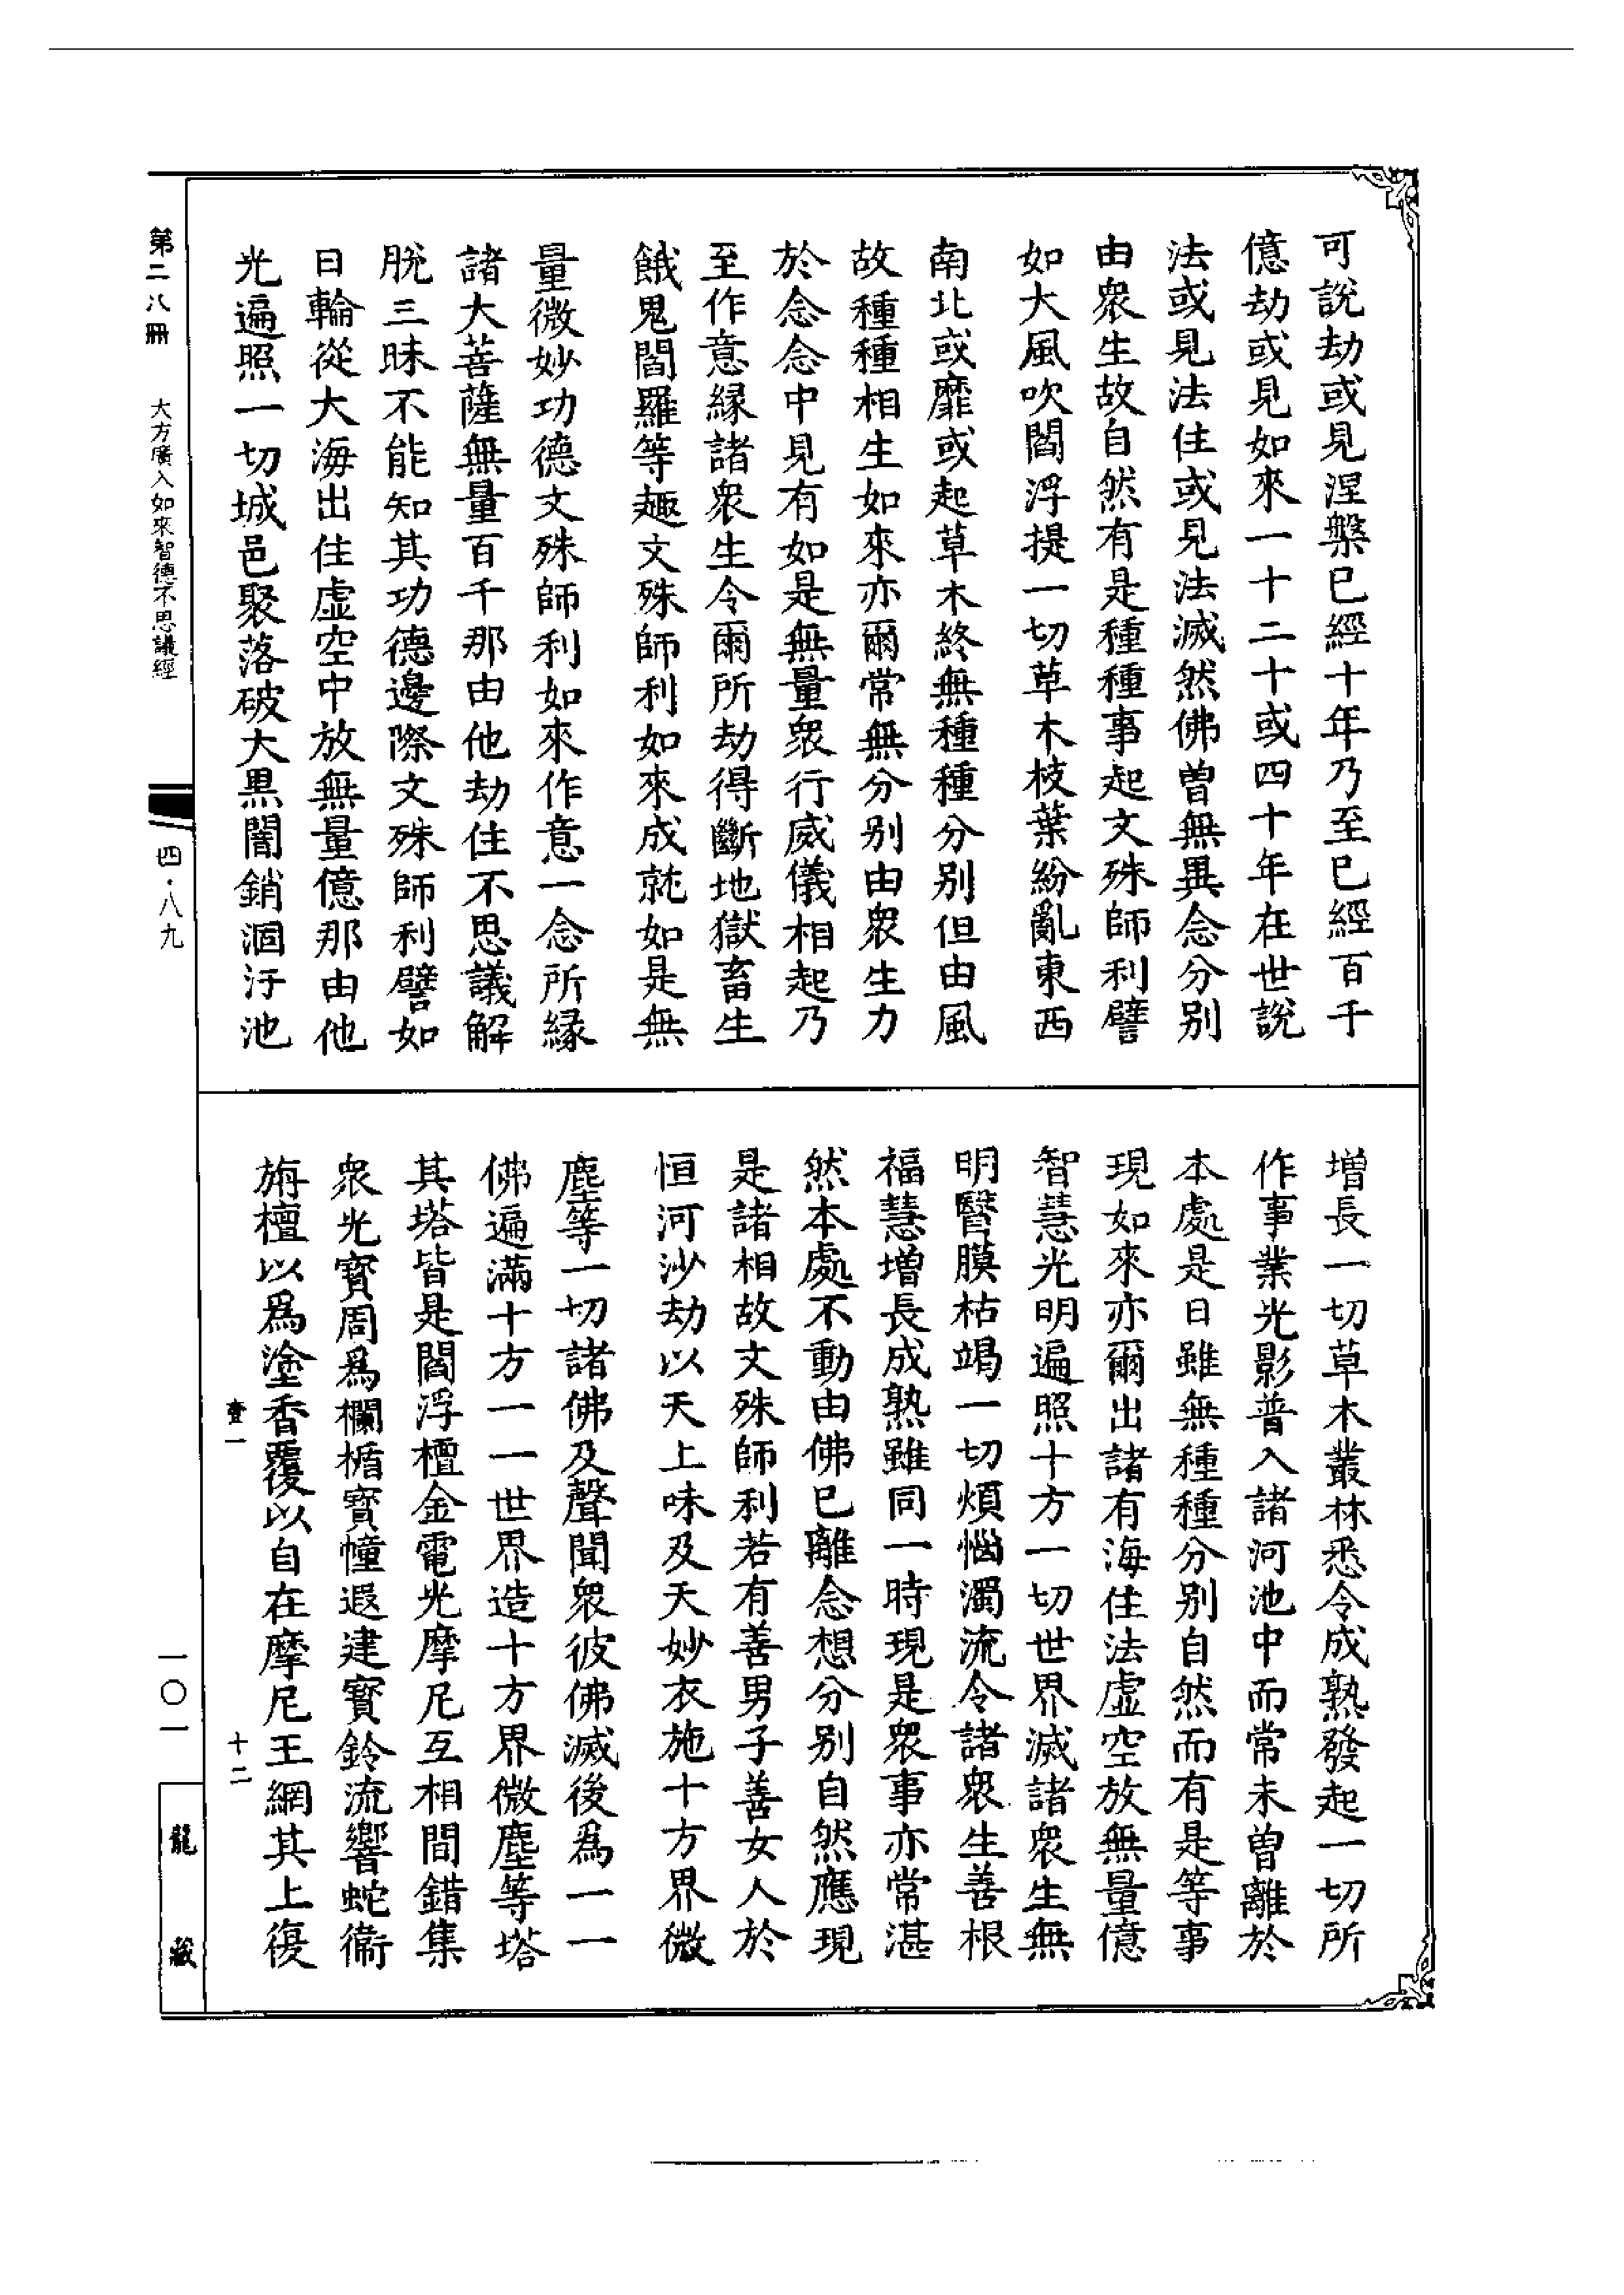 可說劫或見涅槃已經十年乃至已經百千
億劫或見如來一十二十或四十年在世說
法或見法住或見法滅然佛曾無異念分別
由衆生故自然有是種種事起文殊師利譬
如大風吹閻浮提一切草木枝葉紛亂東西
南北或靡或起草木終無種種分別但由風
故種種相生如來亦爾常無分別由衆生力
於念念中見有如是無量衆行威儀相起乃
至作意緣諸衆生令爾所劫得斷地獄畜生
餓鬼閻羅等趣文殊師利如來成就如是無
量微妙功德文殊師利如來作意一念所緣
諸大菩薩無量百千那由他劫住不思議解
脫三昧不能知其功德邊際文殊師利譬如
日輪從大海出住虛空中放無量億那由他
光遍照一切城邑聚落破大黑闇銷涸汙池
增長一切草木叢林悉令成熟發起一切所
作事業光影普入諸河池中而常未曾離於
本處是日雖無種種分別自然而有是等事
現如來亦爾出諸有海住法虛空放無量億
智慧光明遍照十方一切世界滅諸衆生無
明瞖膜枯竭一切煩惱濁流令諸衆生善根
福慧增長成熟雖同一時現是衆事亦常湛
然本處不動由佛已離念想分別自然應現
是諸相故文殊師利若有善男子善女人於
恒河沙劫以天上味及天妙衣施十方界微
塵等一切諸佛及聲聞衆彼佛滅後爲一一
佛遍滿十方一一世界造十方界微塵等塔
其塔皆是閻浮檀金電光摩尼互相間錯集
衆光寶周爲欄楯寶幢遐建寶鈴流響蛇衞
旃檀以爲塗香覆以自在摩尼王網其上復
第二八冊
大方廣入如來智德不思議經
四·八九
壹一
十二
一〇一
龍藏